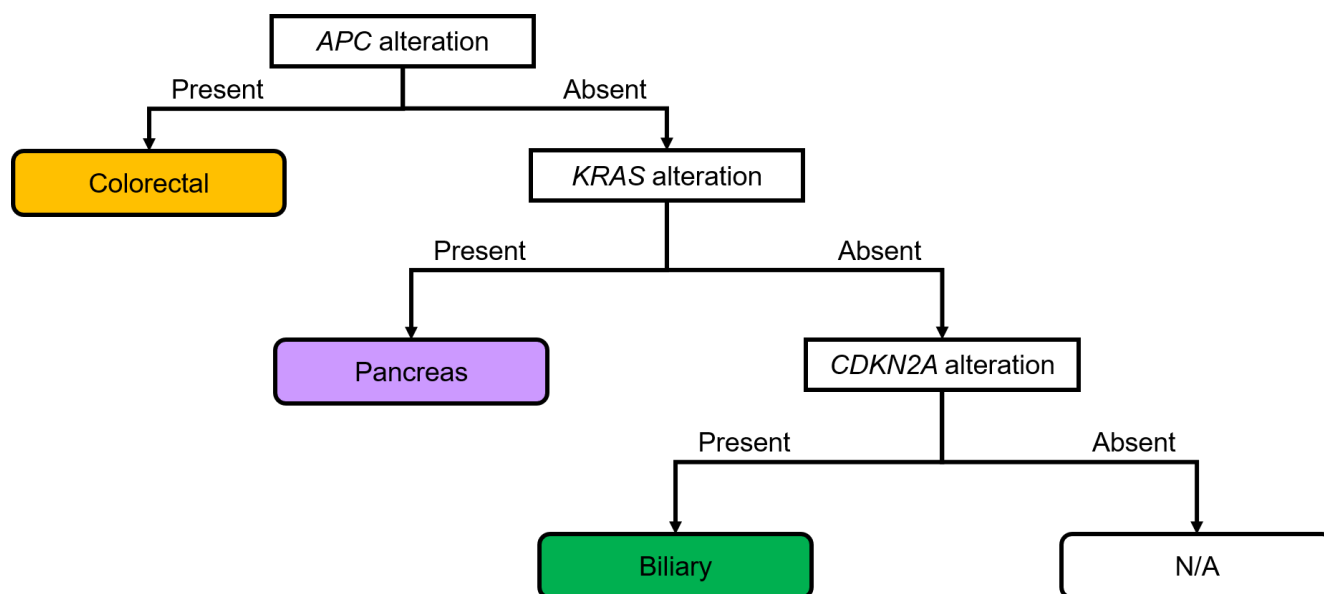 APC alteration
Present
Absent
Colorectal
KRAS alteration
Present
Absent
Pancreas
CDKN2A alteration
Present
Absent
Biliary
N/A